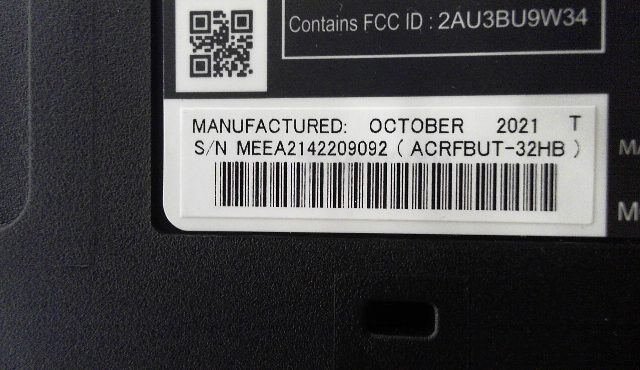 Contains FCC ID : 2AU3BU9W34
MANUFACTURED: OCTOBER 2021 T
S/N MEEA2142209092 ( ACRFBUT-32HB )